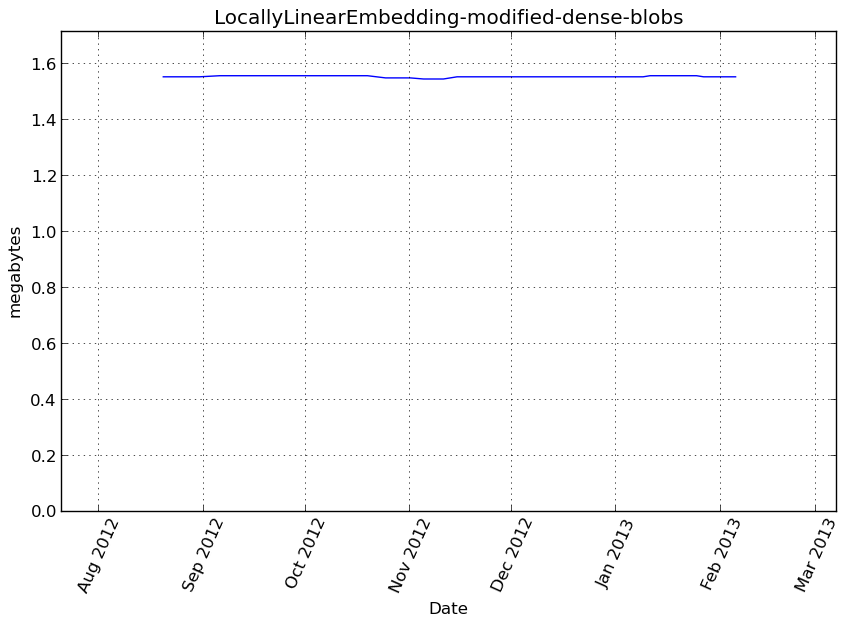 LocallyLinearEmbedding-modified-dense-blobs
megabytes
1.6
1.4
1.2
1.0
0.8
0.6
0.4
0.2
0.0
Aug 2012
Sep 2012
Oct 2012
Nov 2012
Dec 2012
Jan 2013
Feb 2013
Mar 2013
Date